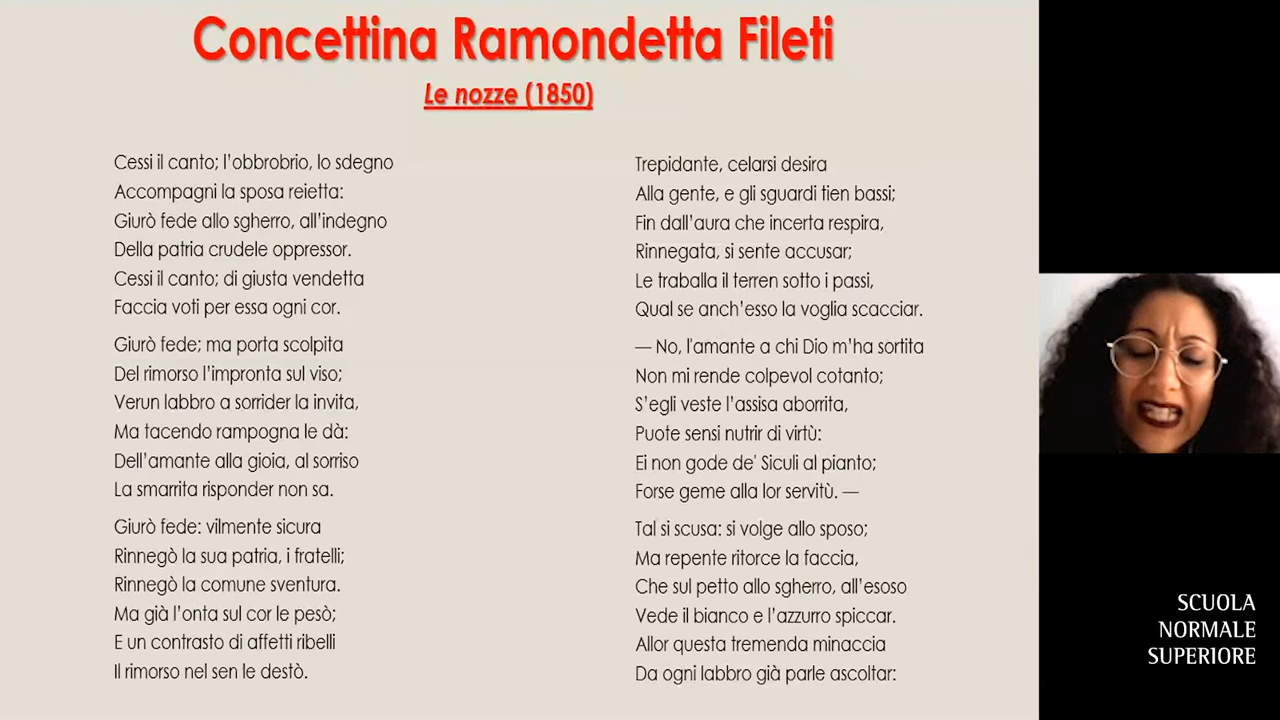 Concettina Ramondetta Fileti
Le nozze (1850)
Cessi il canto; l'obbrobrio, lo sdegno
Accompagni la sposa reietta:
Giurò fede allo sgherro, all'indegno
Della patria crudele oppressor.
Cessi il canto; di giusta vendetta
Faccia voti per essa ogni cor.
Giurò fede; ma porta scolpita
Del rimorso l'impronta sul viso;
Verun labbro a sorrider la invita,
Ma tacendo rampogna le dà:
Dell'amante alla gioia, al sorriso
La smarrita risponder non sa.
Giurò fede: vilmente sicura
Rinnegò la sua patria, i fratelli;
Rinnegò la comune sventura.
Ma già l'onta sul cor le pesò;
E un contrasto di affetti ribelli
Il rimorso nel sen le destò.
Trepidante, celarsi desira
Alla gente, e gli sguardi tien bassi;
Fin dall'aura che incerta respira,
Rinnegata, si sente accusar;
Le traballa il terren sotto i passi,
Qual se anch'esso la voglia scacciar.
— No, l'amante a chi Dio m'ha sortita
Non mi rende colpevol cotanto;
S'egli veste l'assisa aborrita,
Puote sensi nutrir di virtù:
Ei non gode de' Siculi al pianto;
Forse geme alla lor servitù. —
Tal si scusa: si volge allo sposo;
Ma repente ritorce la faccia,
Che sul petto allo sgherro, all'esoso
Vede il bianco e l'azzurro spiccar.
Allor questa tremenda minaccia
Da ogni labbro già parle ascoltar:
SCUOLA
NORMALE
SUPERIORE